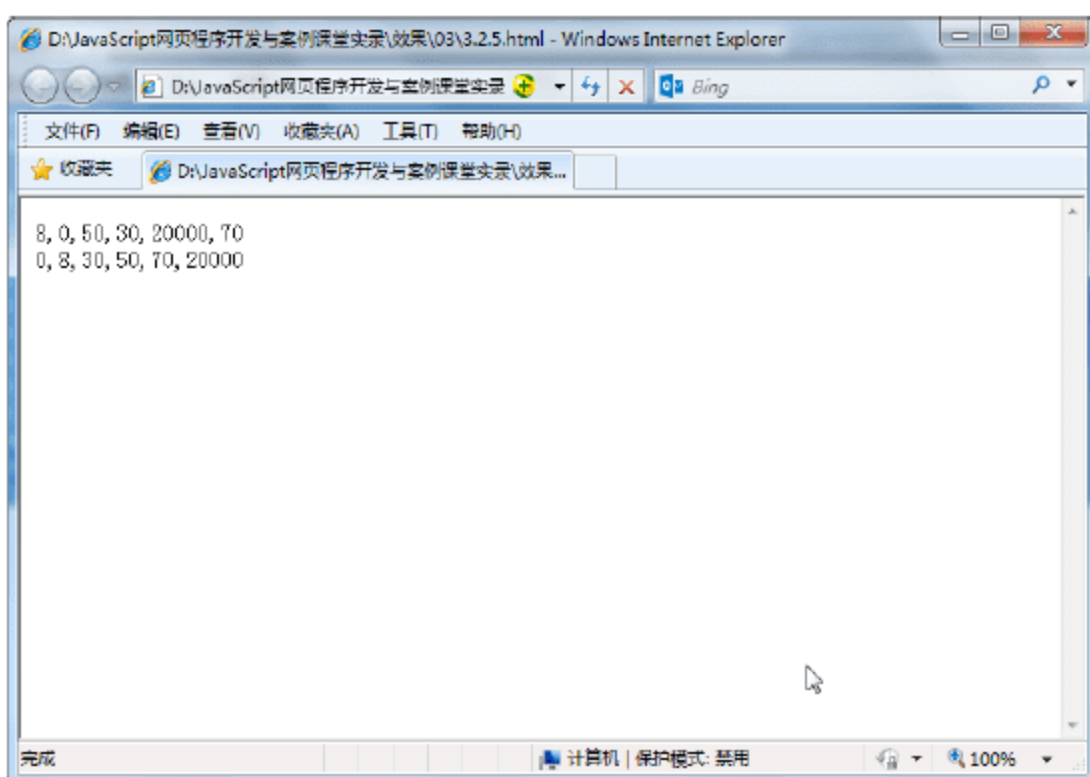 D:\JavaScript网页程序开发与案例课堂实录\效果\03\3.2.5.html - Windows Internet Explorer
D:\JavaScript网页程序开发与案例课堂实录
Bing
文件(F) 编辑(E) 查看(V) 收藏夹(A) 工具(T) 帮助(H)
收藏夹 D:\JavaScript网页程序开发与案例课堂实录\效果...
8, 0, 50, 30, 20000, 70
0, 8, 30, 50, 70, 20000
完成 计算机 | 保护模式: 禁用 100%